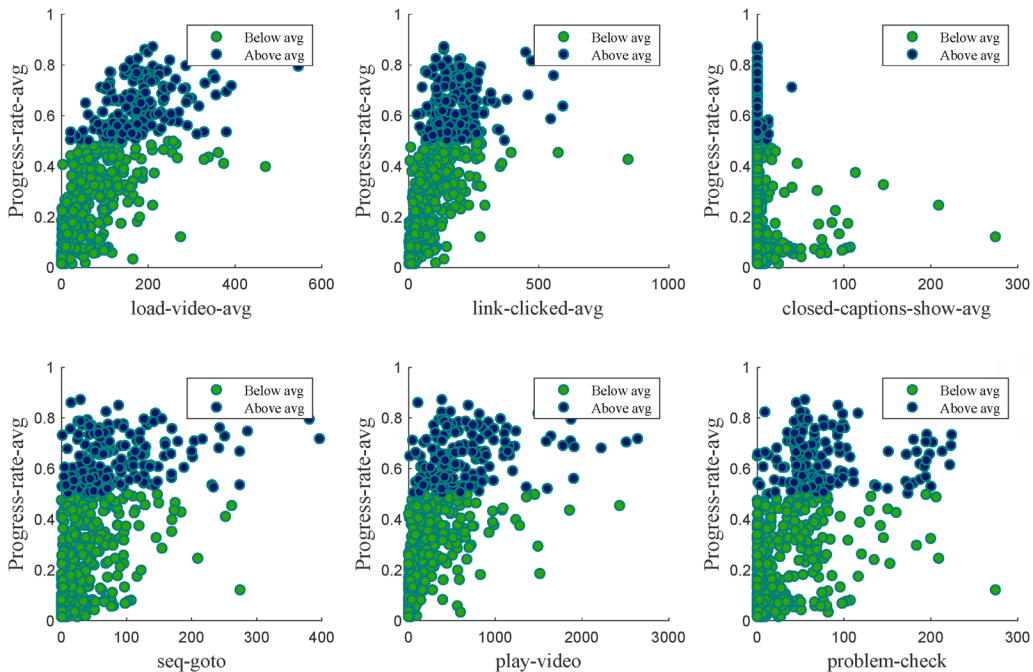 1
0.8
0.6
0.4
0.2
0
Progress-rate-avg
Below avg
Above avg
0 200 400 600
load-video-avg
1
0.8
0.6
0.4
0.2
0
Progress-rate-avg
Below avg
Above avg
0 500 1000
link-clicked-avg
1
0.8
0.6
0.4
0.2
0
Progress-rate-avg
Below avg
Above avg
0 100 200 300
closed-captions-show-avg
1
0.8
0.6
0.4
0.2
0
Progress-rate-avg
Below avg
Above avg
0 100 200 300 400
seq-goto
1
0.8
0.6
0.4
0.2
0
Progress-rate-avg
Below avg
Above avg
0 1000 2000 3000
play-video
1
0.8
0.6
0.4
0.2
0
Progress-rate-avg
Below avg
Above avg
0 100 200 300
problem-check